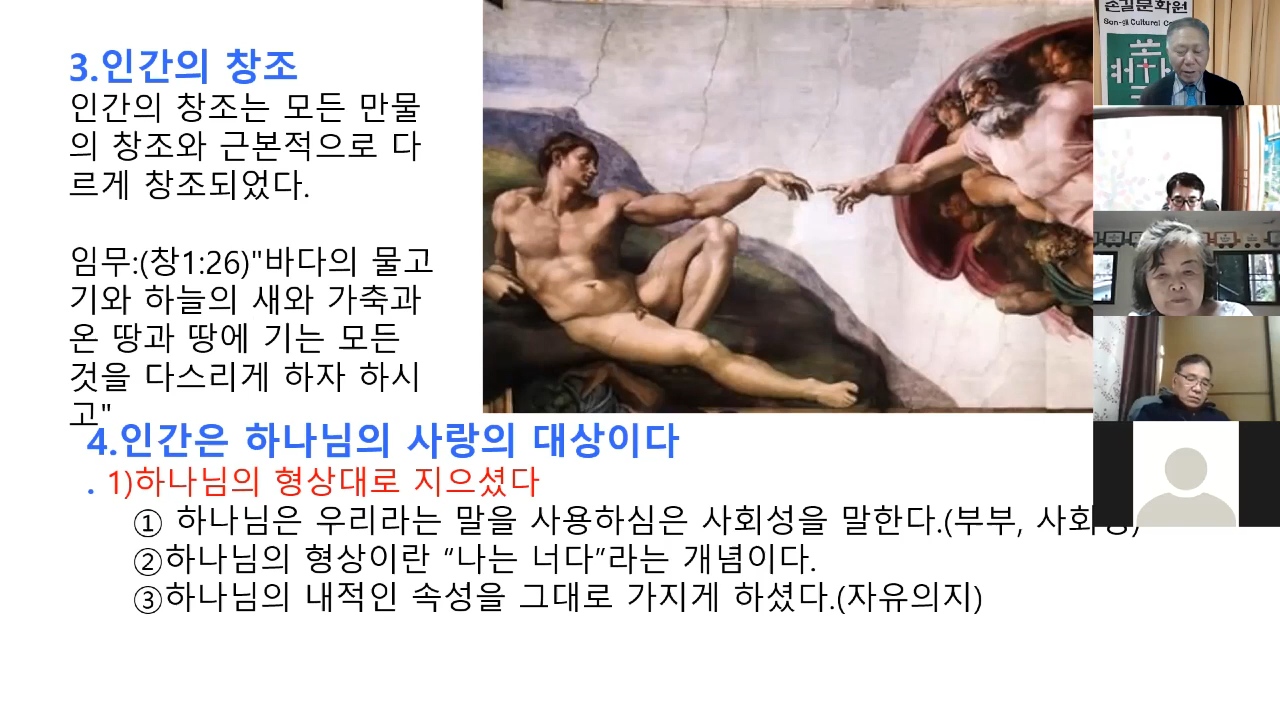 3.인간의 창조
인간의 창조는 모든 만물
의 창조와 근본적으로 다
르게 창조되었다.
임무:(창1:26)"바다의 물고
기와 하늘의 새와 가축과
온 땅과 땅에 기는 모든
것을 다스리게 하자 하시
고"
4.인간은 하나님의 사랑의 대상이다
. 1)하나님의 형상대로 지으셨다
① 하나님은 우리라는 말을 사용하심은 사회성을 말한다.(부부, 사회성)
②하나님의 형상이란 “나는 너다”라는 개념이다.
③하나님의 내적인 속성을 그대로 가지게 하셨다.(자유의지)
손길문화원
Son-gil Cultural